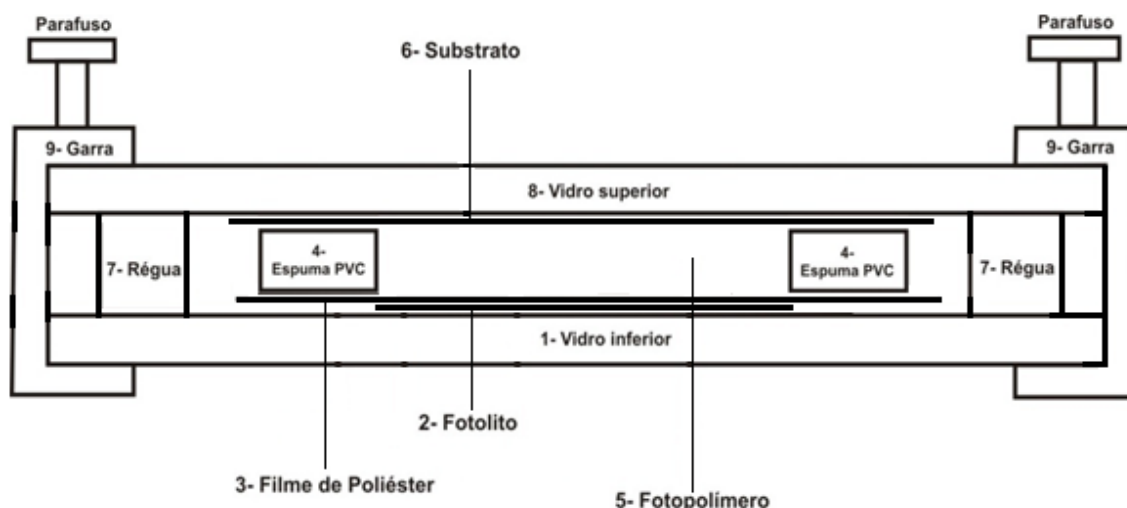 Parafuso
Parafuso
6- Substrato
9- Garra
9- Garra
8- Vidro superior
4-
Espuma PVC
4-
Espuma PVC
7- Régua
7- Régua
1- Vidro inferior
2- Fotolito
3- Filme de Poliéster
5- Fotopolímero